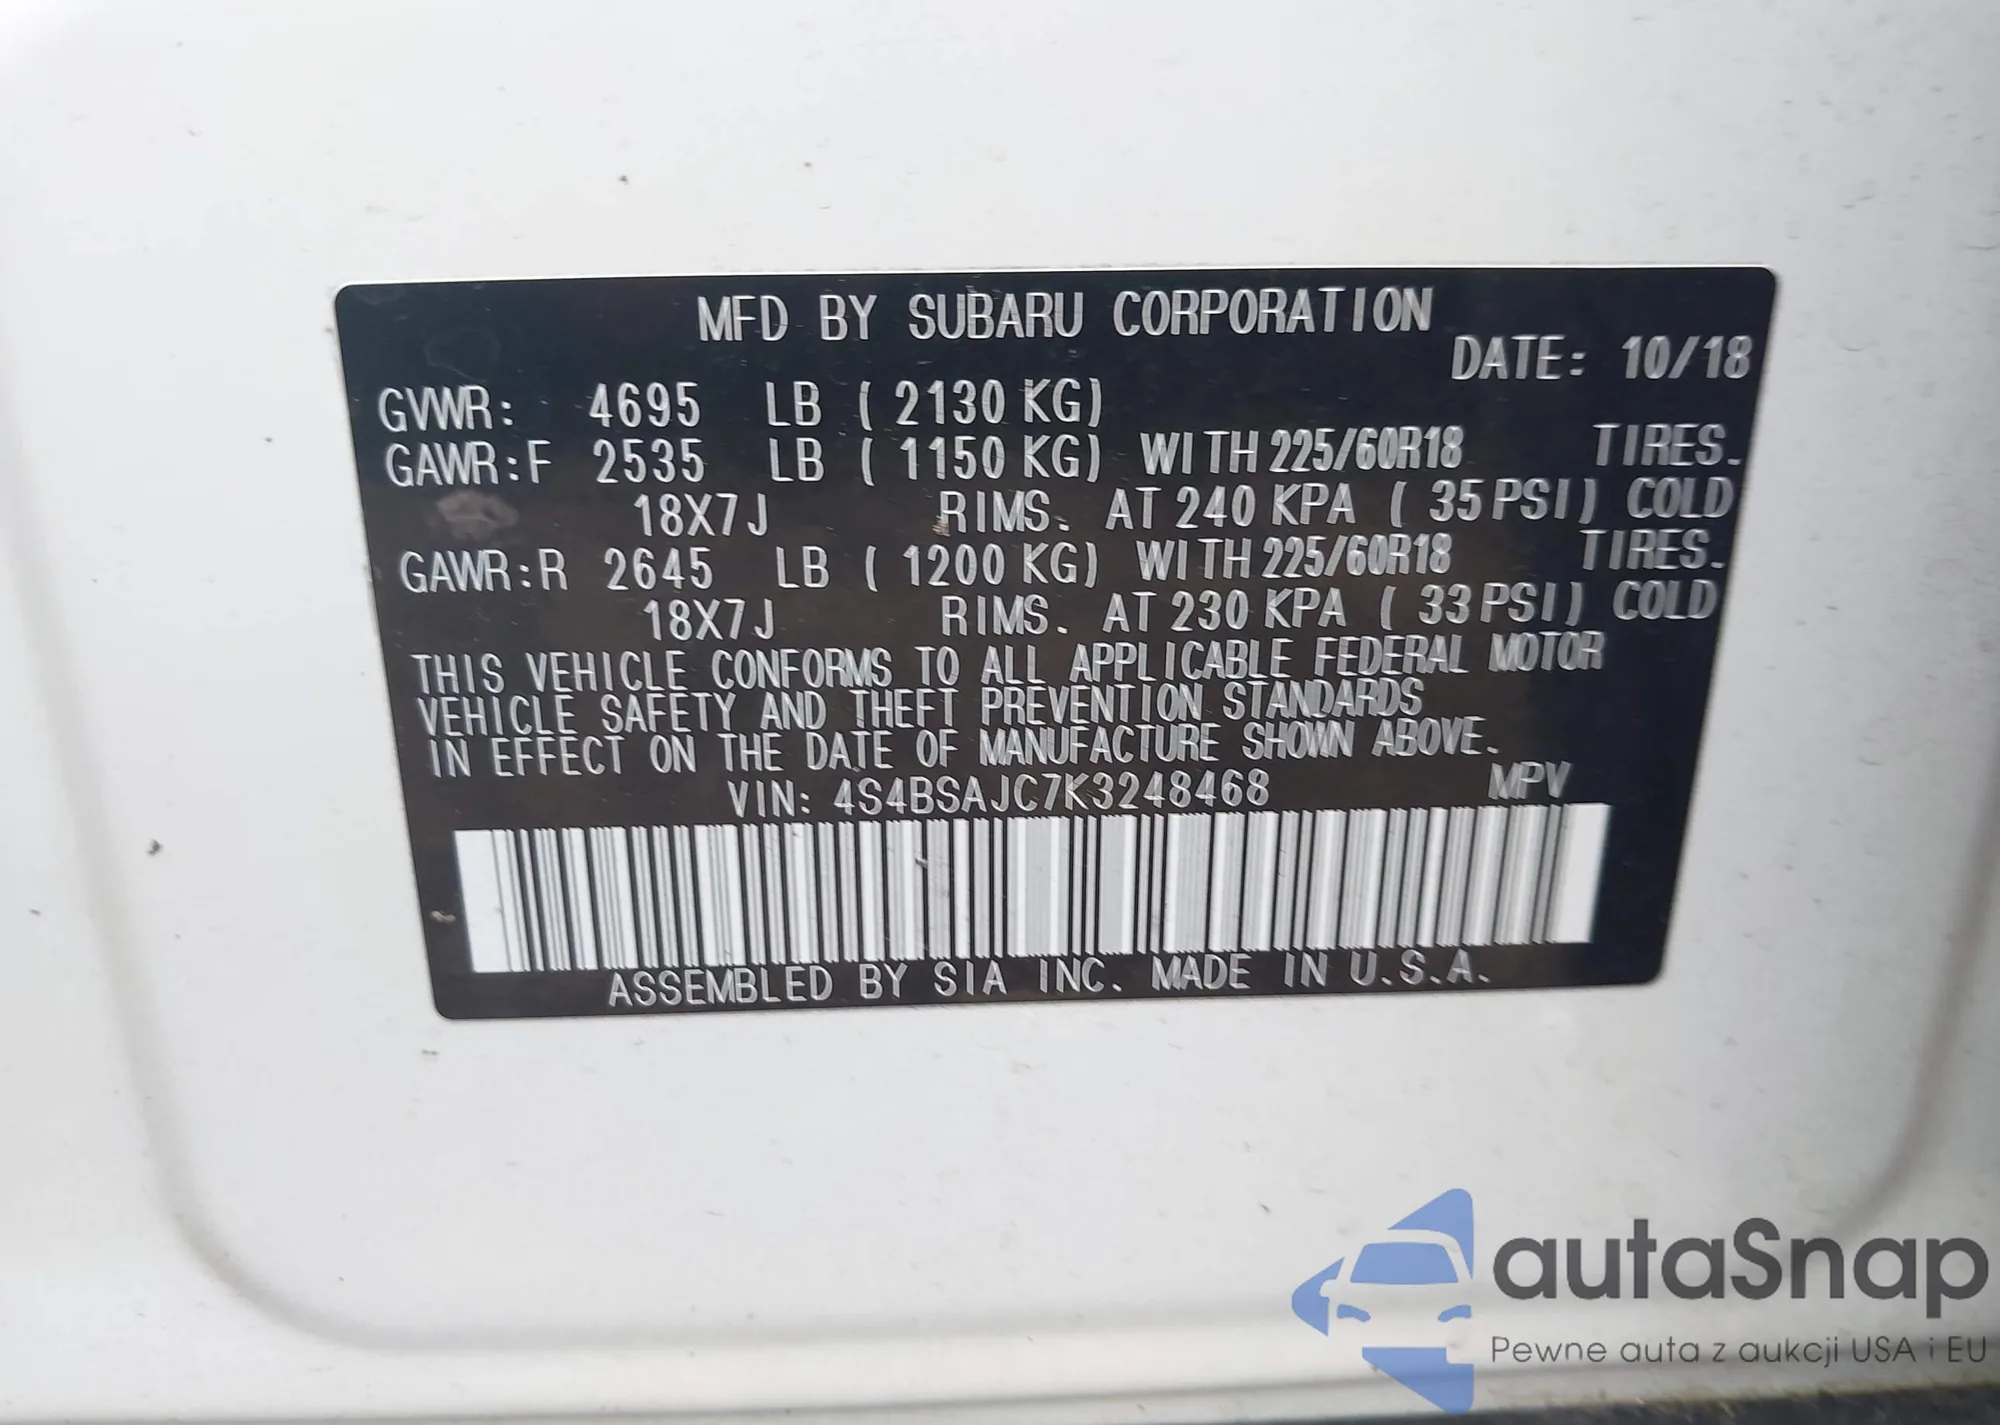 MFD BY SUBARU CORPORATION
DATE: 10/18
GVWR: 4695 LB ( 2130 KG)
GAWR:F 2535 LB ( 1150 KG) WITH 225/60R18 TIRES.
18X7J RIMS. AT 240 KPA ( 35 PSI) COLD
GAWR:R 2645 LB ( 1200 KG) WITH 225/60R18 TIRES.
18X7J RIMS. AT 230 KPA ( 33 PSI) COLD
THIS VEHICLE CONFORMS TO ALL APPLICABLE FEDERAL MOTOR
VEHICLE SAFETY AND THEFT PREVENTION STANDARDS
IN EFFECT ON THE DATE OF MANUFACTURE SHOWN ABOVE.
VIN: 4S4BSAJC7K3248468 MPV
ASSEMBLED BY SIA INC. MADE IN U.S.A.
autaSnap
Pewne auta z aukcji USA i EU